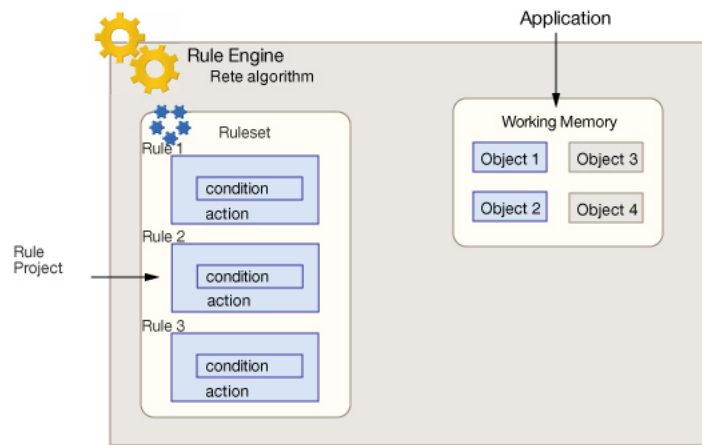 Application
Rule Engine
Rete algorithm
Ruleset
Rule 1
condition
action
Rule 2
condition
action
Rule 3
condition
action
Rule
Project
Working Memory
Object 1
Object 3
Object 2
Object 4